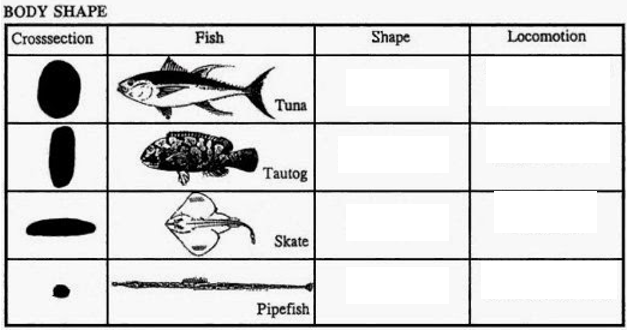 BODY SHAPE
Crosssection Fish Shape Locomotion
Tuna
Tautog
Skate
Pipefish